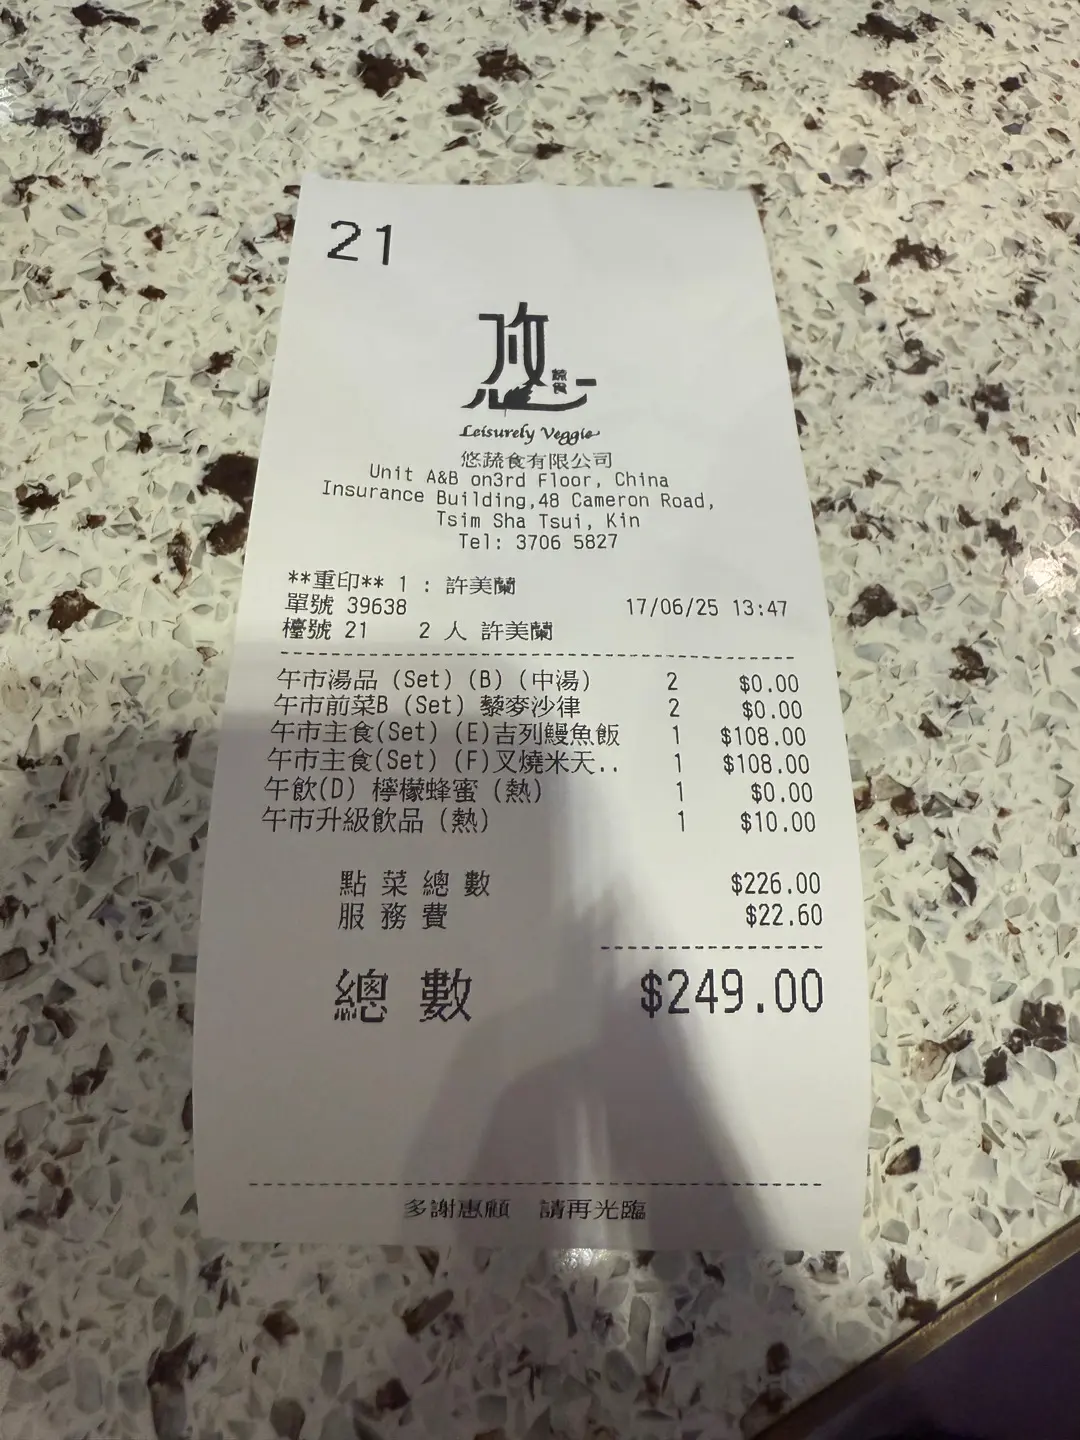 21
悠
蔬食
Leisurely Veggie
悠蔬食有限公司
Unit A&B on3rd Floor, China
Insurance Building,48 Cameron Road,
Tsim Sha Tsui, Kin
Tel: 3706 5827
**重印** 1 : 許美蘭
單號 39638 17/06/25 13:47
檯號 21 2 人 許美蘭
午市湯品 (Set) (B) (中湯) 2 $0.00
午市前菜B (Set) 藜麥沙律 2 $0.00
午市主食(Set) (E)吉列鰻魚飯 1 $108.00
午市主食(Set) (F)叉燒米天.. 1 $108.00
午飲(D) 檸檬蜂蜜 (熱) 1 $0.00
午市升級飲品 (熱) 1 $10.00
點菜總數 $226.00
服務費 $22.60
總數 $249.00
多謝惠顧 請再光臨